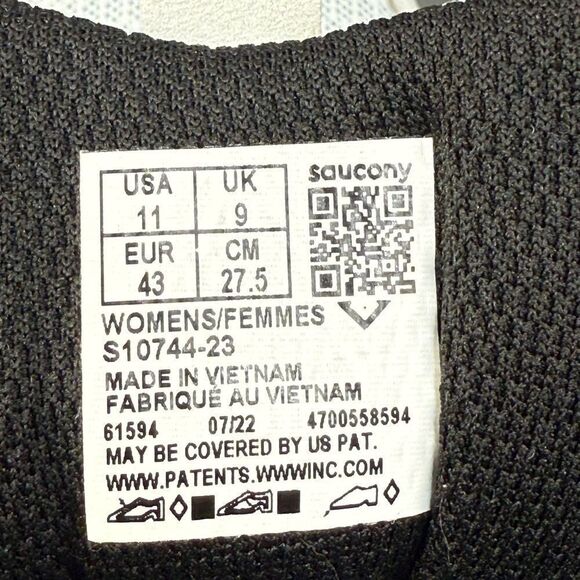 saucony
USA UK
11 9
EUR CM
43 27.5
WOMENS/FEMMES
S10744-23
MADE IN VIETNAM
FABRIQUÉ AU VIETNAM
61594 07/22 4700558594
MAY BE COVERED BY US PAT.
WWW.PATENTS.WWWINC.COM